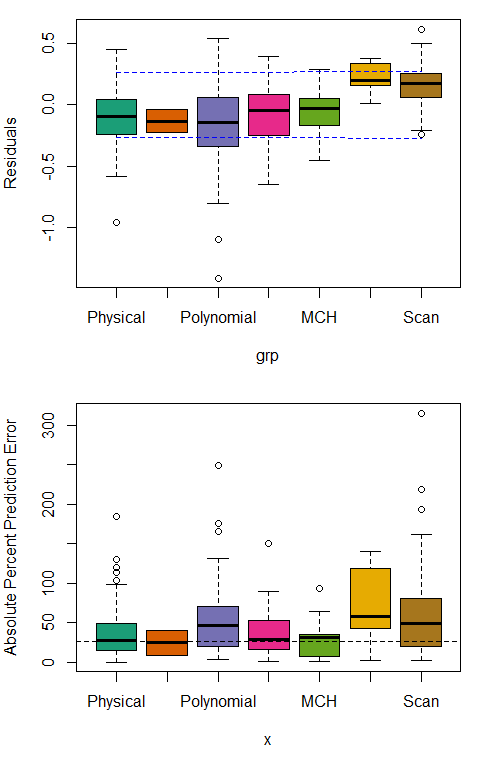 0.5
0.0
-0.5
-1.0
Residuals
Physical Polynomial MCH Scan
grp
300
200
100
50
0
Absolute Percent Prediction Error
Physical Polynomial MCH Scan
x